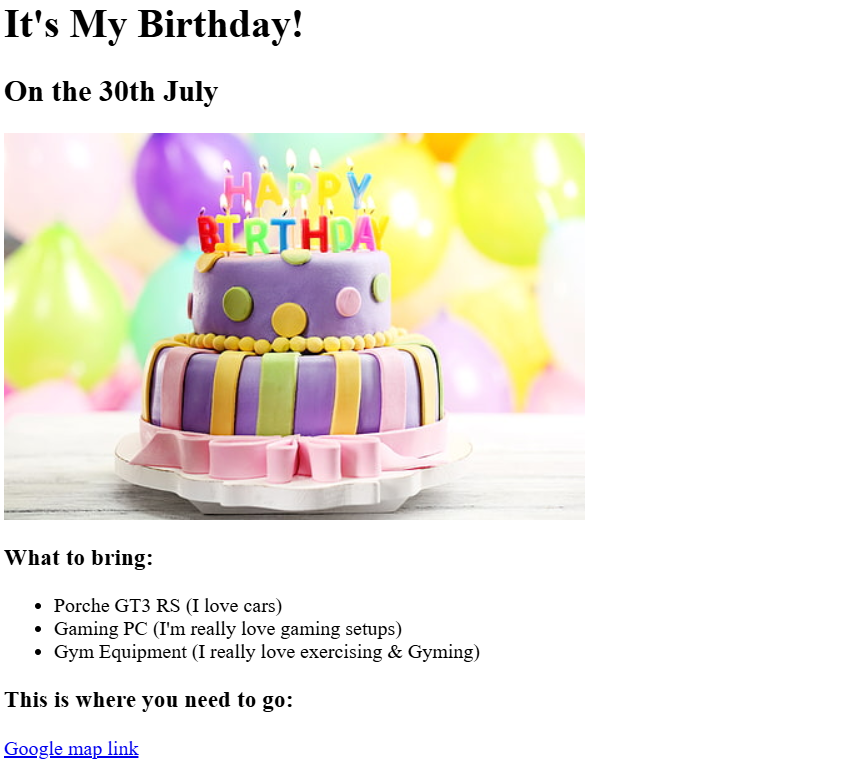 It's My Birthday!
On the 30th July
HAPPY
BIRTHDAY
What to bring:
Porche GT3 RS (I love cars)
Gaming PC (I'm really love gaming setups)
Gym Equipment (I really love exercising & Gyming)
This is where you need to go:
Google map link